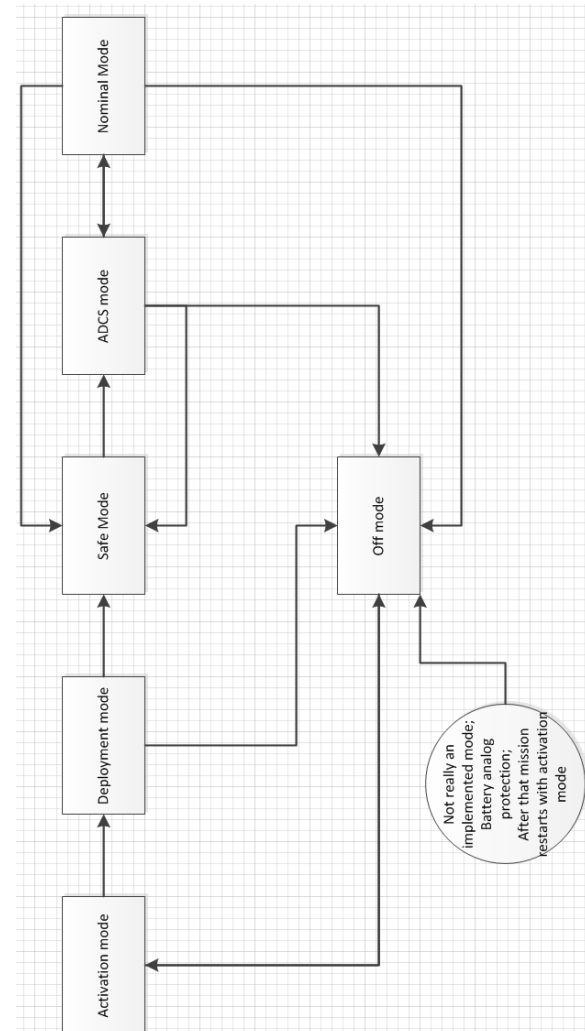 Activation mode
Deployment mode
Safe Mode
ADCS mode
Nominal Mode
Off mode
Not really an
implemented mode;
Battery analog
protection;
After that mission
restarts with activation
mode